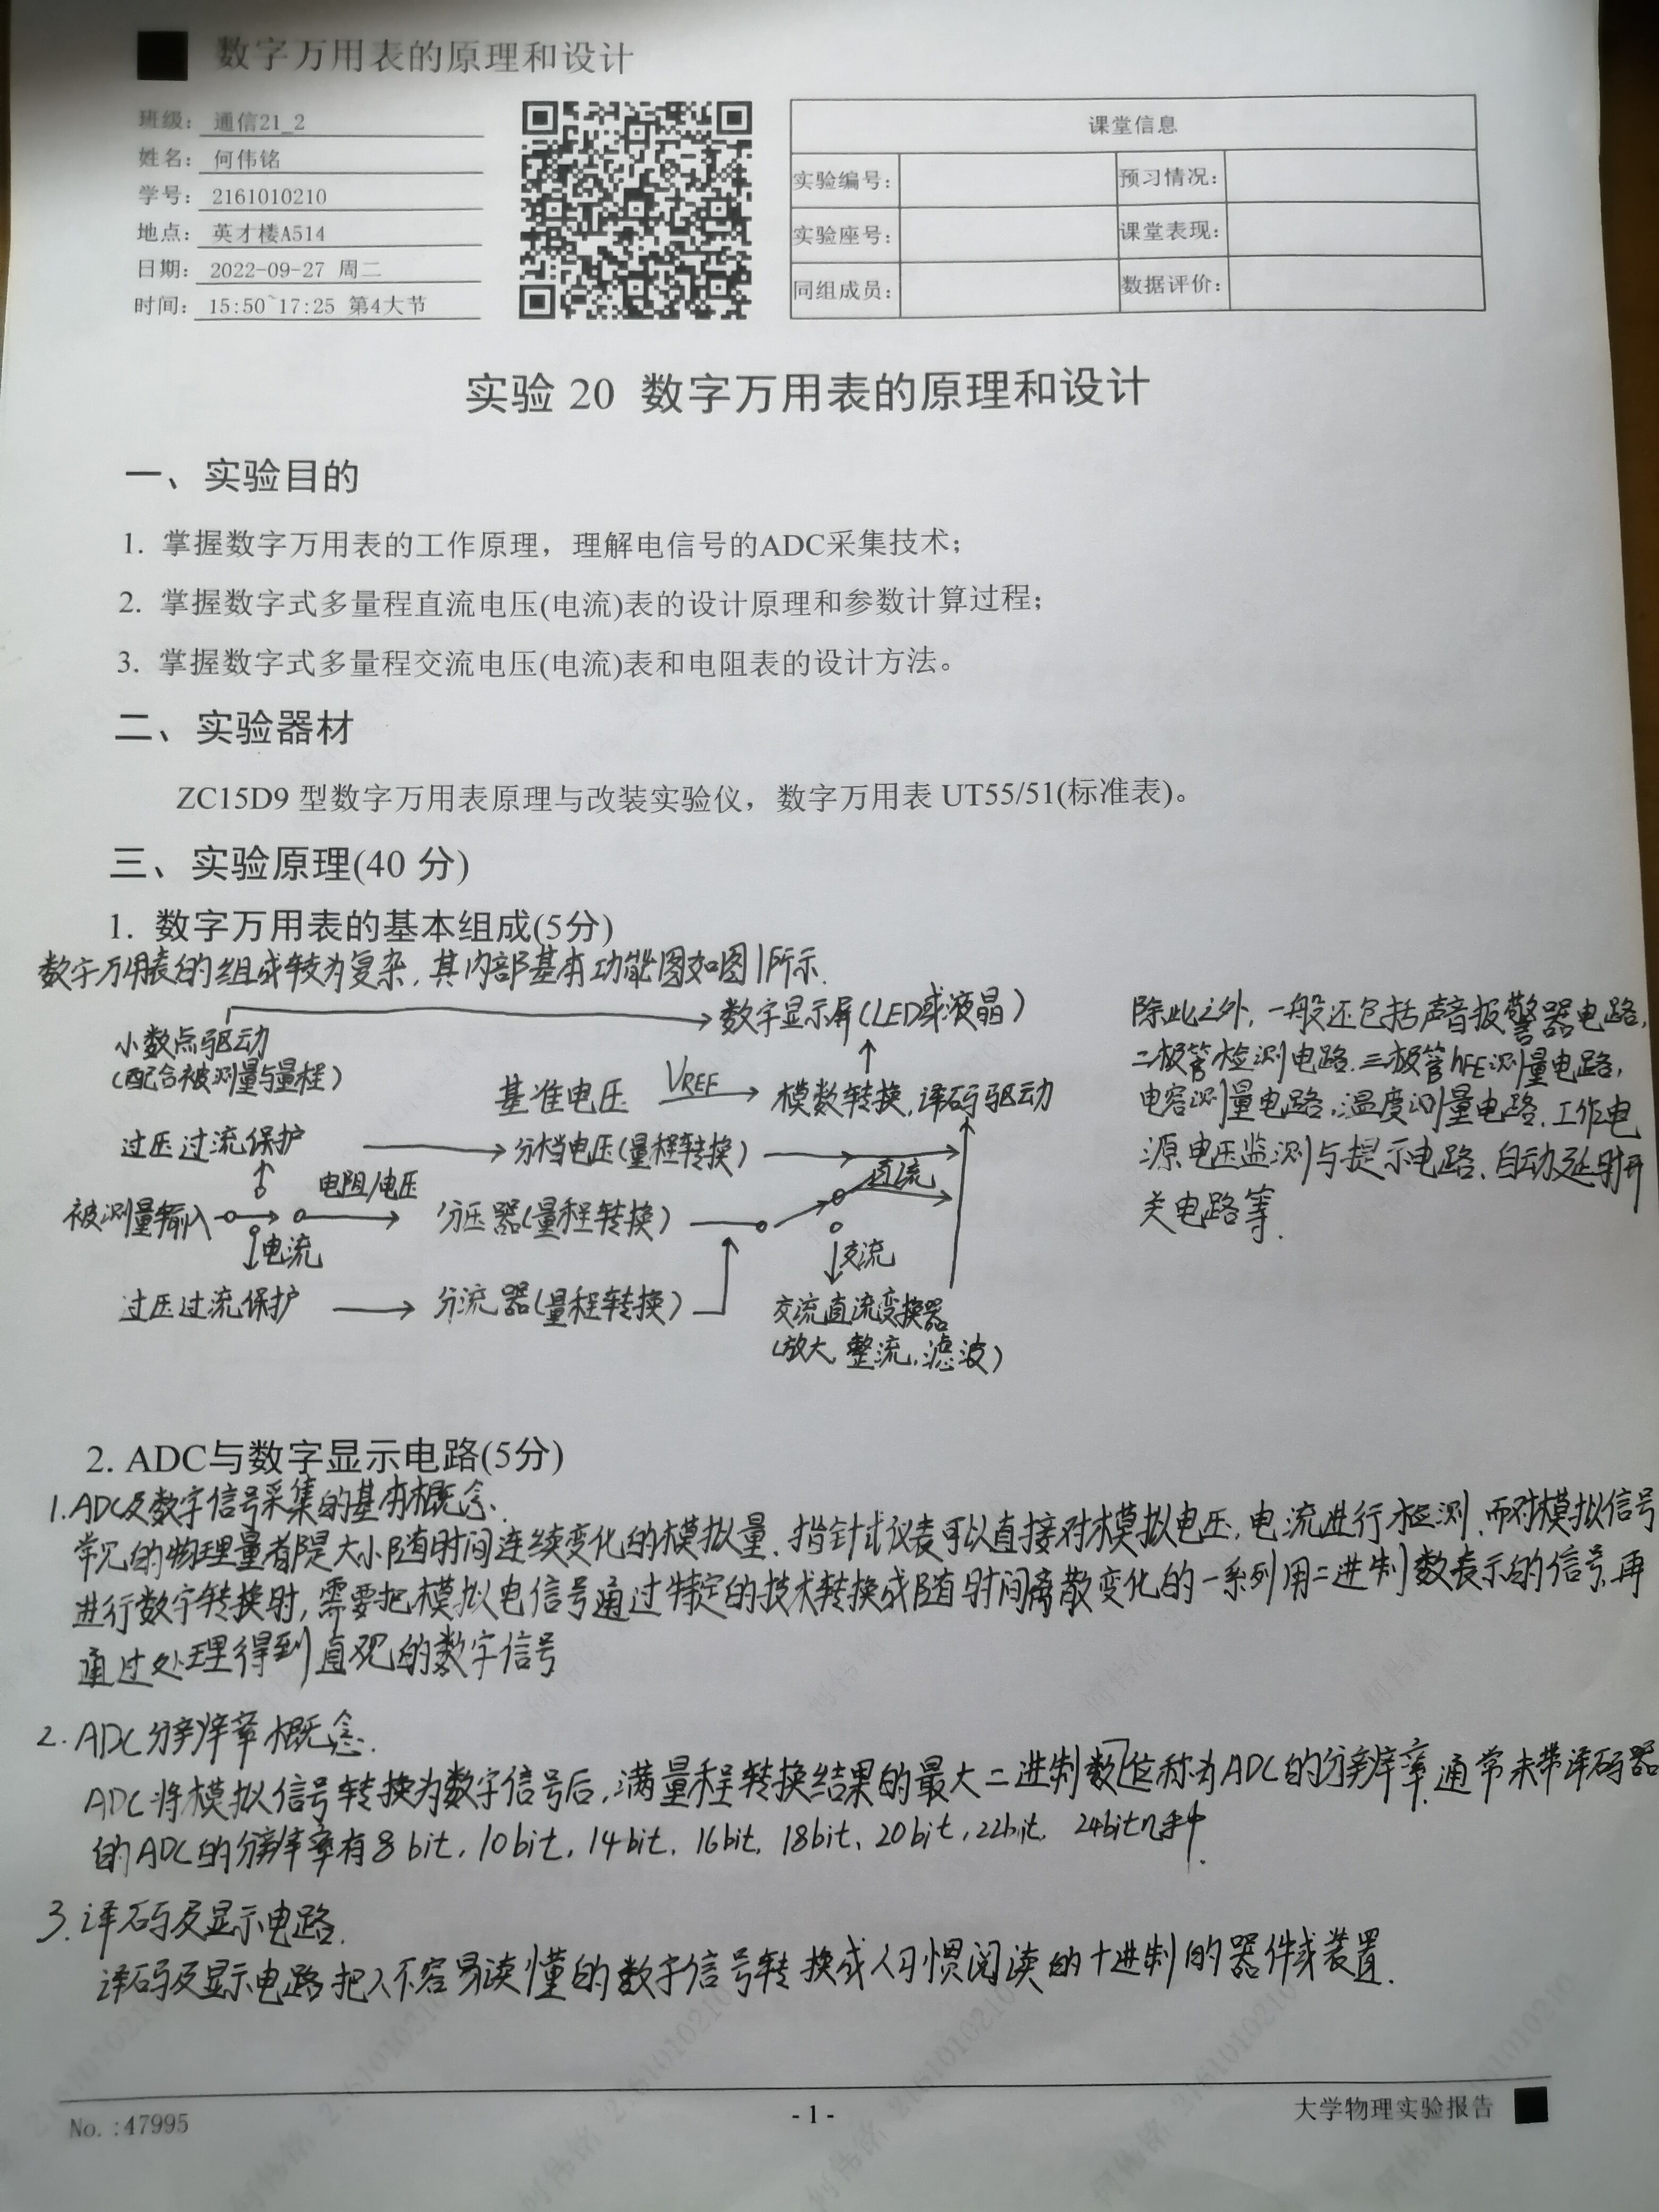 数字万用表的原理和设计
班级: 通信21_2
姓名: 何伟铭
学号: 2161010210
地点: 英才楼A514
日期: 2022-09-27 周二
时间: 15:50~17:25 第4大节
课堂信息
实验编号: 预习情况:
实验座号: 课堂表现:
同组成员: 数据评价:
实验 20 数字万用表的原理和设计
一、实验目的
1. 掌握数字万用表的工作原理，理解电信号的ADC采集技术；
2. 掌握数字式多量程直流电压(电流)表的设计原理和参数计算过程；
3. 掌握数字式多量程交流电压(电流)表和电阻表的设计方法。
二、实验器材
ZC15D9 型数字万用表原理与改装实验仪，数字万用表 UT55/51(标准表)。
三、实验原理(40 分)
1. 数字万用表的基本组成(5分)
数字万用表的组成较为复杂，其内部基本功能图如图1所示.
数字显示屏(LED或液晶)
小数点驱动
(配合被测量与量程)
基准电压 VREF 模数转换,译码驱动
过压过流保护 分档电压(量程转换)
直流
电阻/电压
被测量输入 分压器(量程转换)
电流 交流
过压过流保护 分流器(量程转换) 交流直流变换器
(放大,整流,滤波)
除此之外,一般还包括声音报警器电路,
二极管检测电路.三极管hFE测量电路,
电容测量电路.温度测量电路.工作电
源电压监测与提示电路.自动延时开
关电路等.
2. ADC与数字显示电路(5分)
1.ADC及数字信号采集的基本概念.
常见的物理量都是大小随时间连续变化的模拟量.指针式仪表可以直接对模拟电压,电流进行检测.而对模拟信号
进行数字转换时,需要把模拟电信号通过特定的技术转换成随时间离散变化的一系列用二进制数表示的信号.再
通过处理得到直观的数字信号
2.ADC分辨率概念.
ADC将模拟信号转换为数字信号后,满量程转换结果的最大二进制数位称为ADC的分辨率.通常未带译码器
的ADC的分辨率有8bit,10bit,14bit,16bit,18bit,20bit,22bit,24bit几种.
3.译码及显示电路.
译码及显示电路把人不容易读懂的数字信号转换成人习惯阅读的十进制的器件或装置.
No. :47995
- 1 -
大学物理实验报告